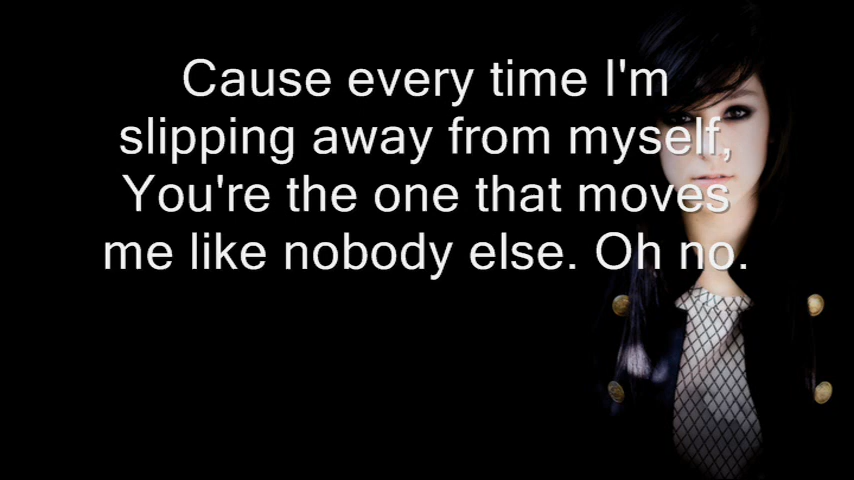 Cause every time I'm
slipping away from myself,
You're the one that moves
me like nobody else. Oh no.